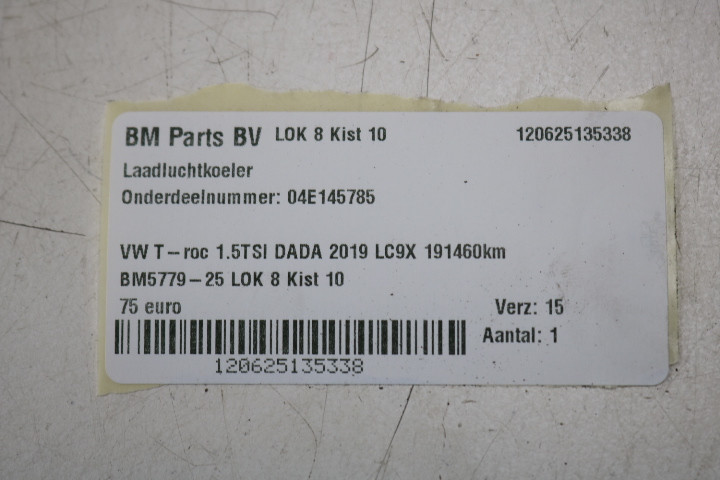 BM Parts BV LOK 8 Kist 10 120625135338
Laadluchtkoeler
Onderdeelnummer: 04E145785
VW T-roc 1.5TSI DADA 2019 LC9X 191460km
BM5779-25 LOK 8 Kist 10
75 euro Verz: 15
Aantal: 1
120625135338